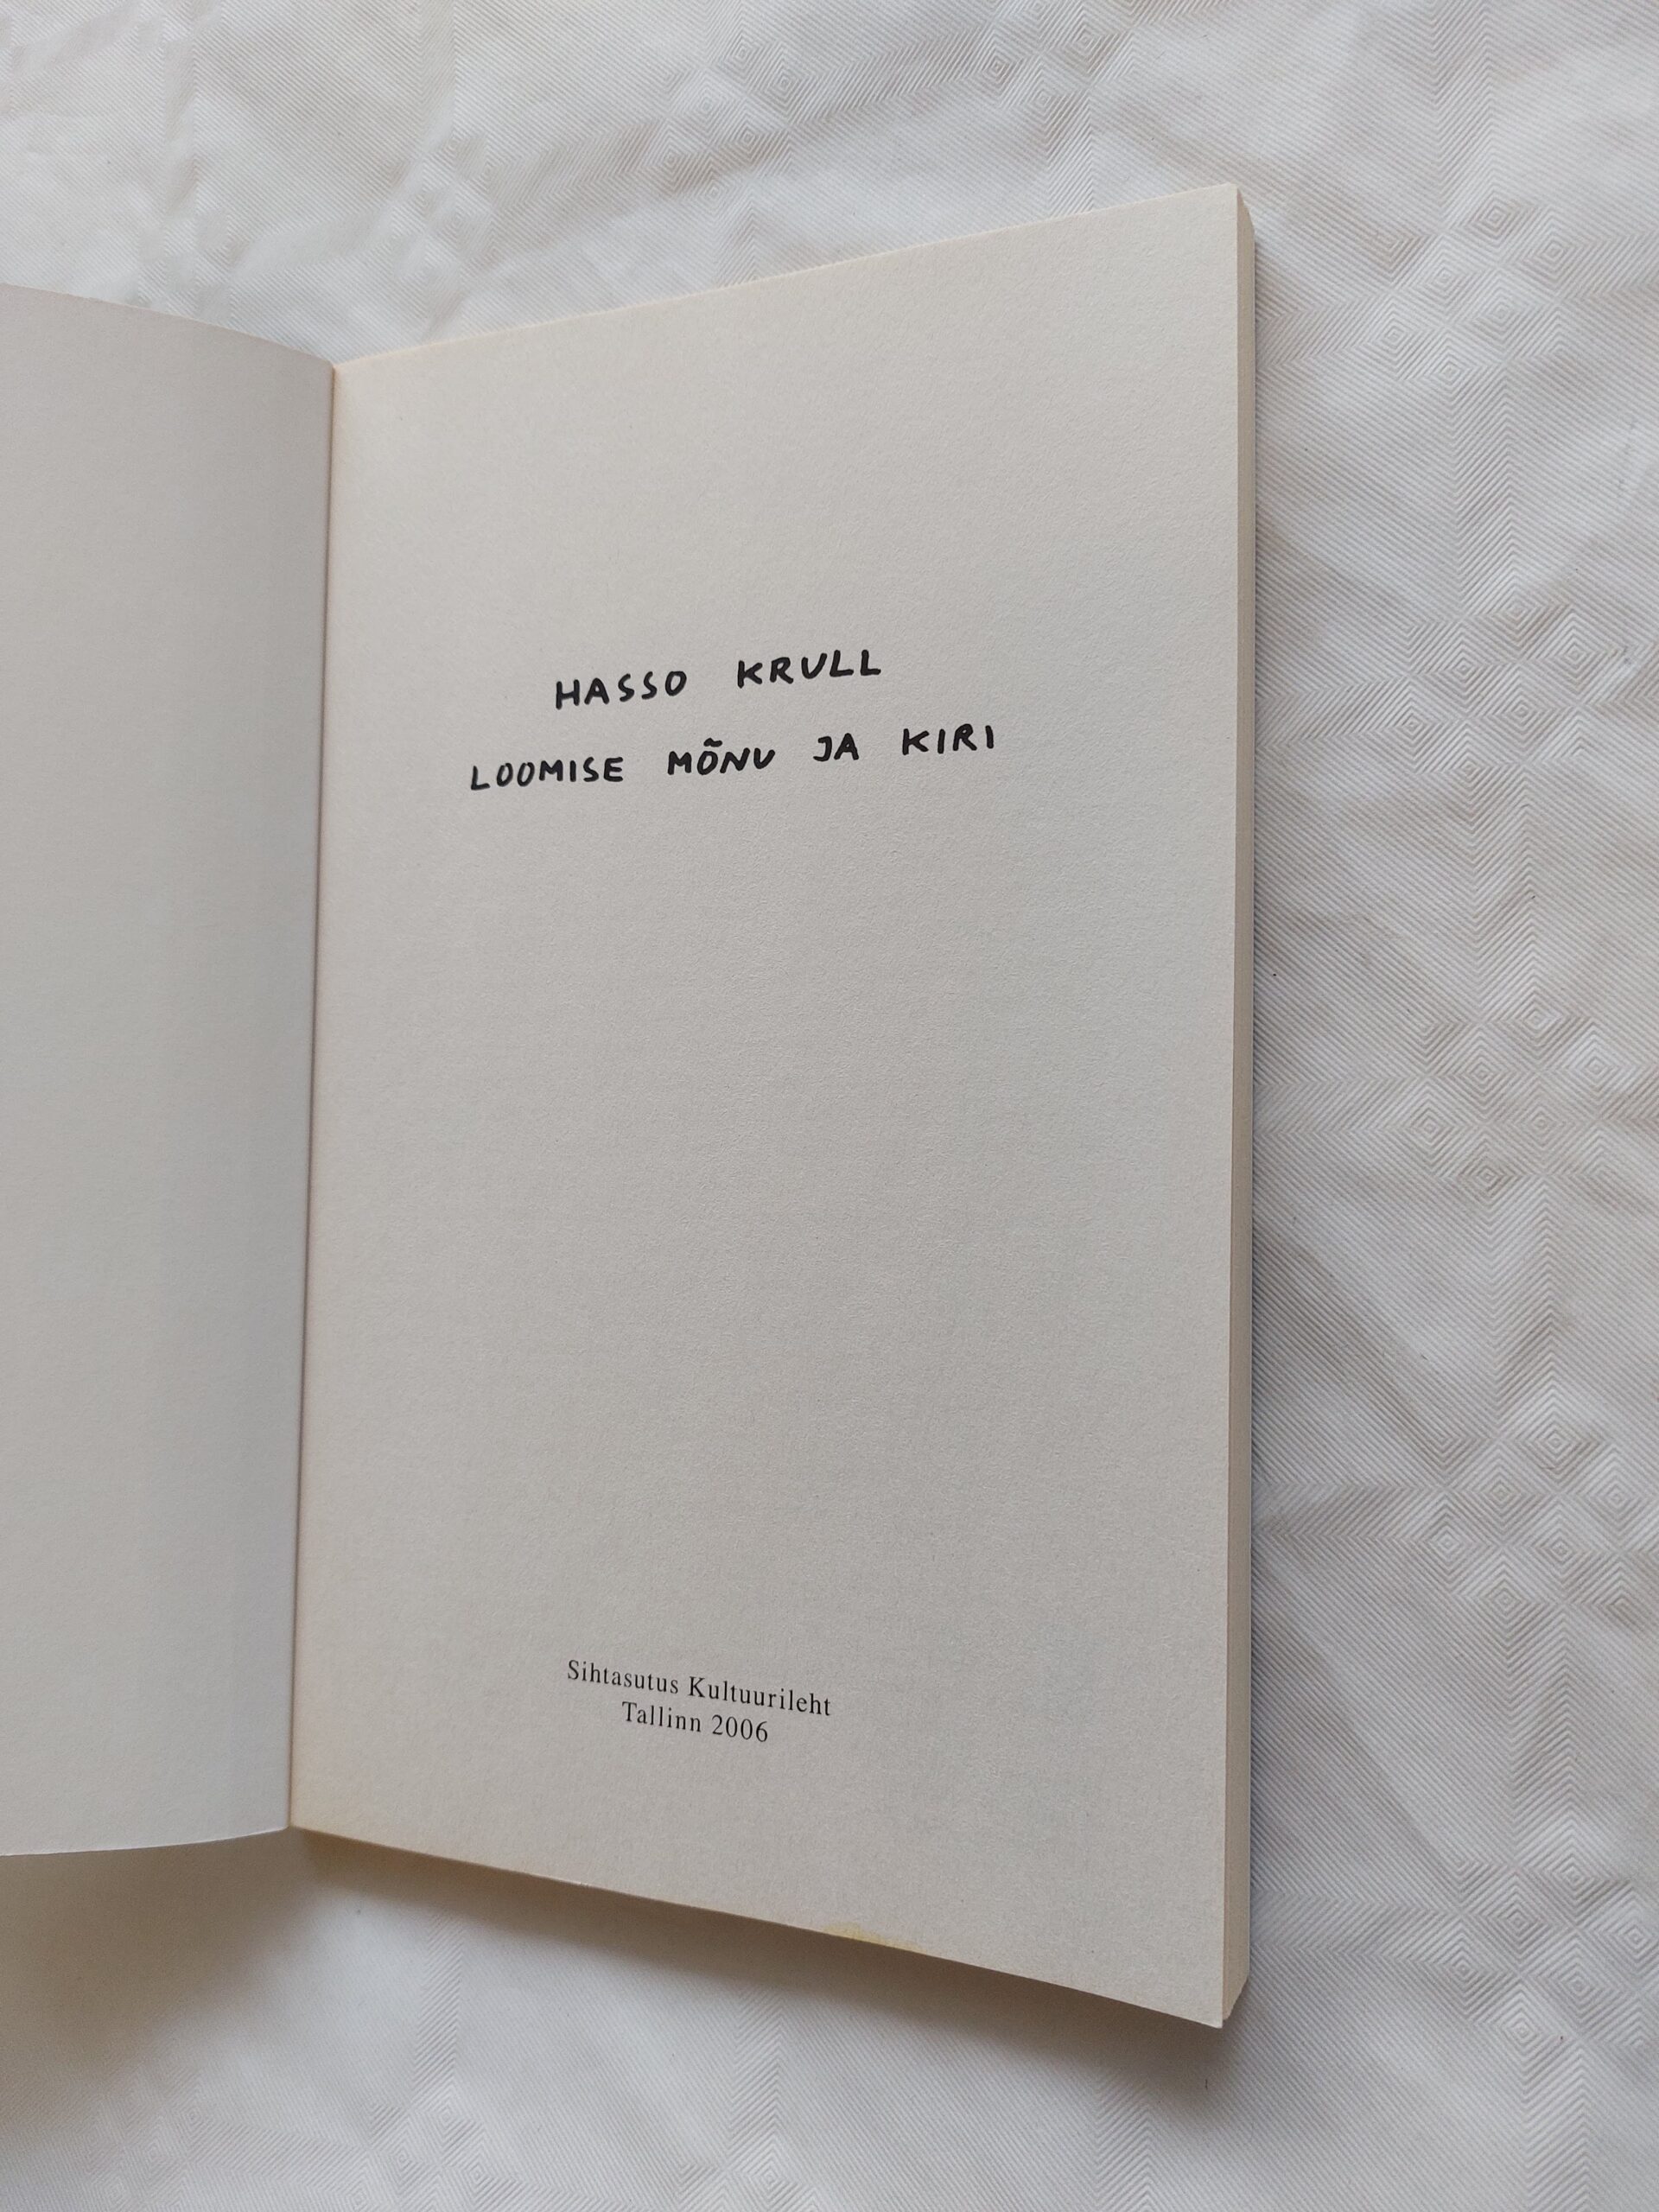 HASSO KRULL
LOOMISE MÕNU JA KIRI
Sihtasutus Kultuurileht
Tallinn 2006